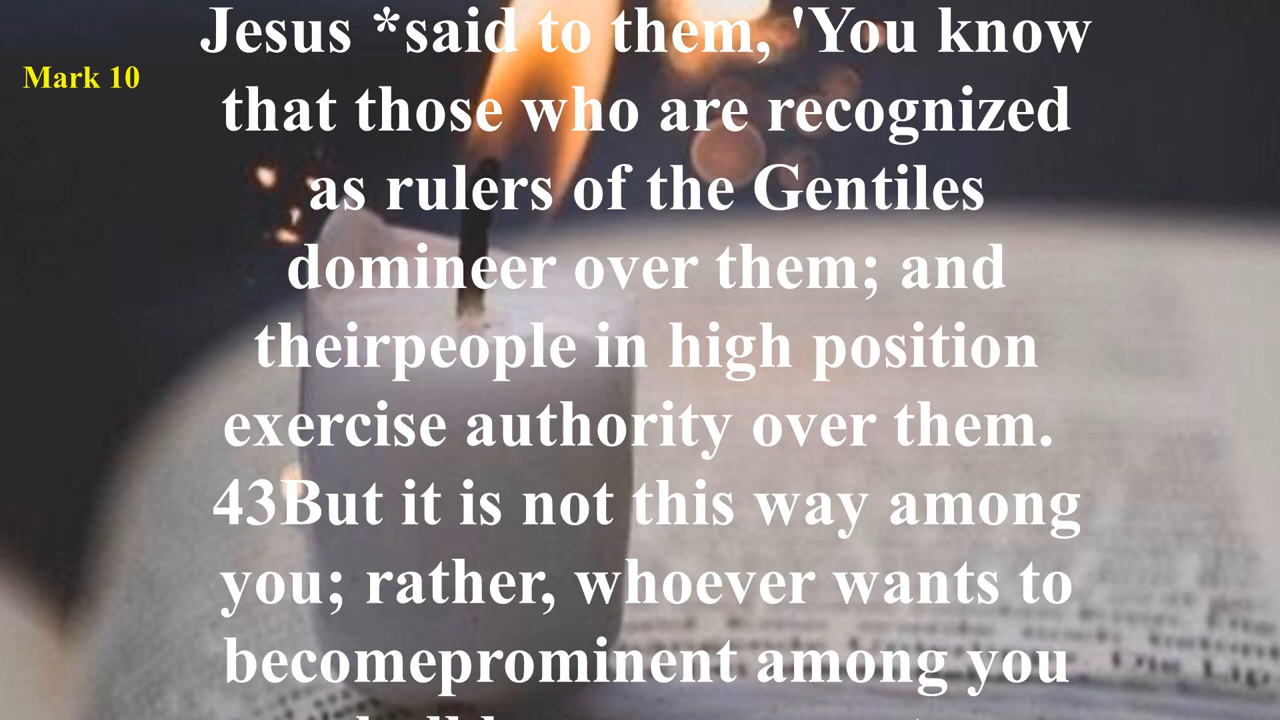 Jesus *said to them, 'You know
Mark 10
that those who are recognized
as rulers of the Gentiles
domineer over them; and
theirpeople in high position
exercise authority over them.
43But it is not this way among
you; rather, whoever wants to
becomeprominent among you